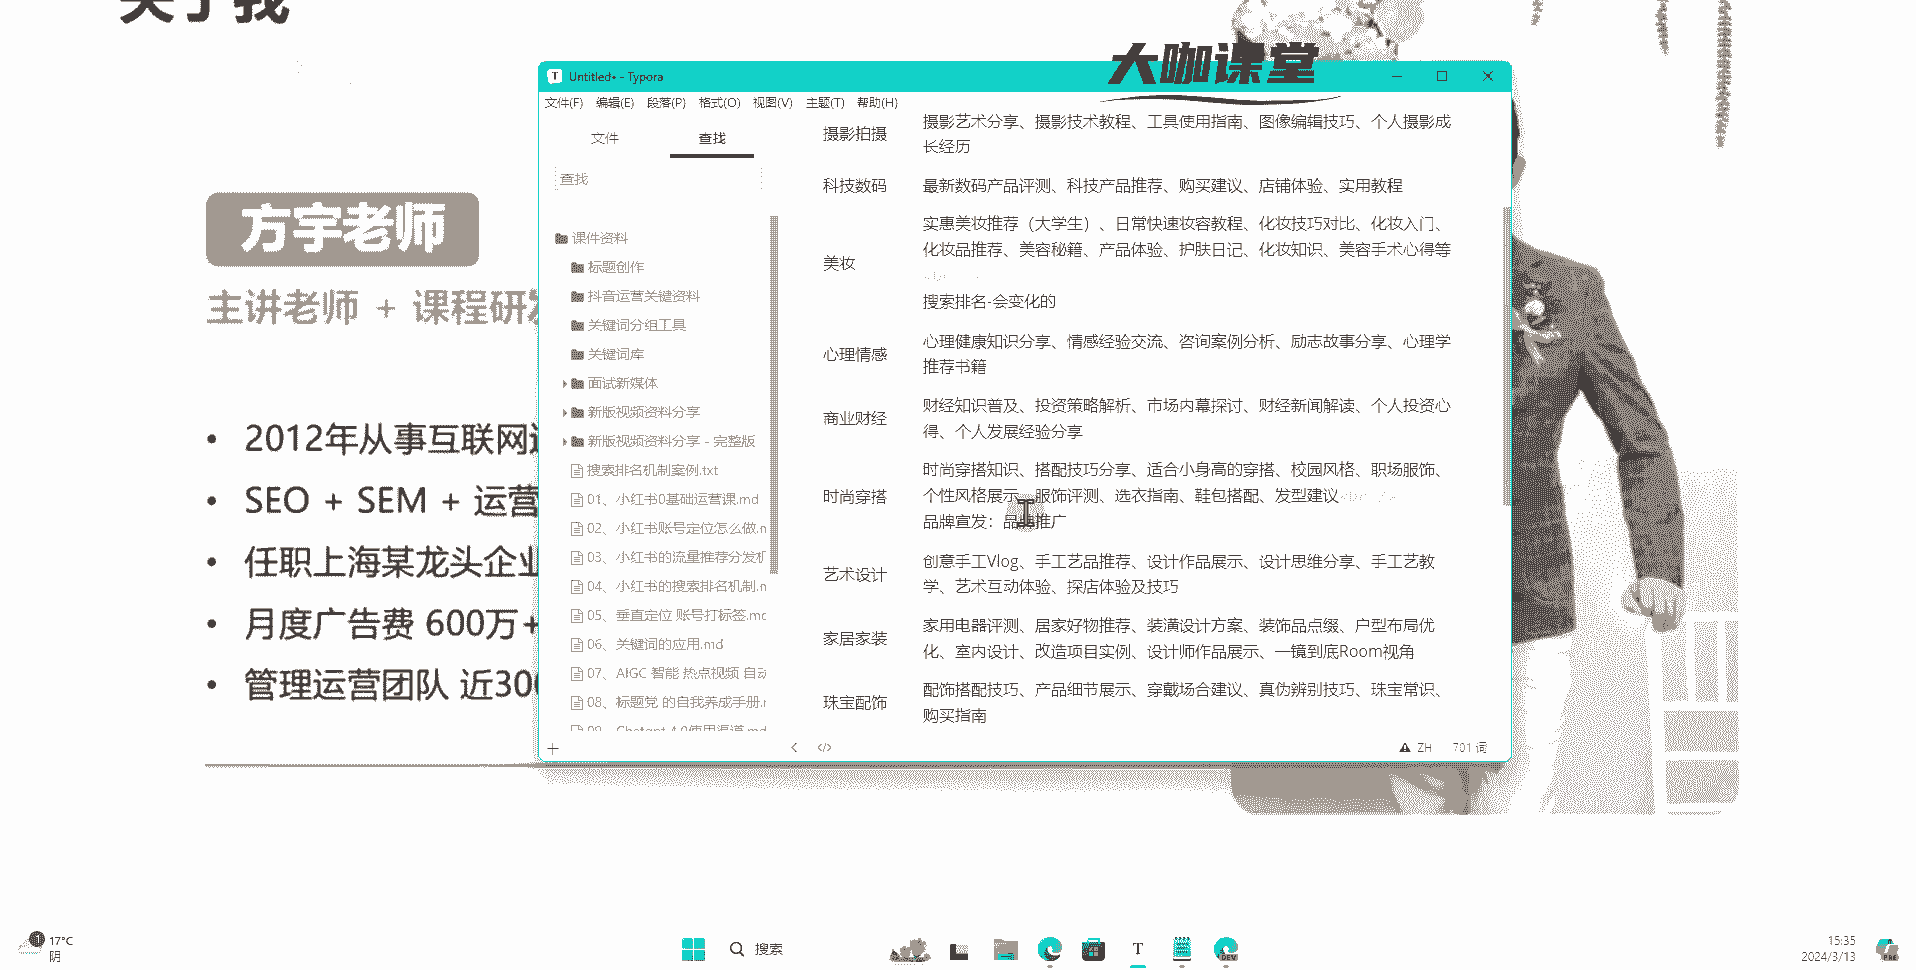 关于我
方宇老师
主讲老师 + 课程研发
2012年从事互联网
SEO + SEM + 运营
任职上海某龙头企业
月度广告费 600万+
管理运营团队 近300
大咖课堂
Untitled• - Typora
文件(F) 编辑(E) 段落(P) 格式(O) 视图(V) 主题(T) 帮助(H)
文件 查找
查找
课件资料
标题创作
抖音运营关键资料
关键词分组工具
关键词库
面试新媒体
新版视频资料分享
新版视频资料分享 - 完整版
搜索排名机制案例.txt
01、小红书0基础运营课.md
02、小红书账号定位怎么做.m
03、小红书的流量推荐分发机
04、小红书的搜索排名机制.m
05、垂直定位 账号打标签.md
06、关键词的应用.md
07、AIGC 智能 热点视频 自动
08、标题党 的自我养成手册.m
09、Chatgpt 4.0使用渠道.md
摄影拍摄
摄影艺术分享、摄影技术教程、工具使用指南、图像编辑技巧、个人摄影成
长经历
科技数码
最新数码产品评测、科技产品推荐、购买建议、店铺体验、实用教程
美妆
实惠美妆推荐（大学生）、日常快速妆容教程、化妆技巧对比、化妆入门、
化妆品推荐、美容秘籍、产品体验、护肤日记、化妆知识、美容手术心得等
搜索排名-会变化的
心理情感
心理健康知识分享、情感经验交流、咨询案例分析、励志故事分享、心理学
推荐书籍
商业财经
财经知识普及、投资策略解析、市场内幕探讨、财经新闻解读、个人投资心
得、个人发展经验分享
时尚穿搭
时尚穿搭知识、搭配技巧分享、适合小身高的穿搭、校园风格、职场服饰、
个性风格展示、服饰评测、选衣指南、鞋包搭配、发型建议
品牌宣发：品牌推广
艺术设计
创意手工Vlog、手工艺品推荐、设计作品展示、设计思维分享、手工艺教
学、艺术互动体验、探店体验及技巧
家居家装
家用电器评测、居家好物推荐、装潢设计方案、装饰品点缀、户型布局优
化、室内设计、改造项目实例、设计师作品展示、一镜到底Room视角
珠宝配饰
配饰搭配技巧、产品细节展示、穿戴场合建议、真伪辨别技巧、珠宝常识、
购买指南
ZH 701 词
1
17°C
阴
搜索
T
DEV
15:35
2024/3/13
PRE